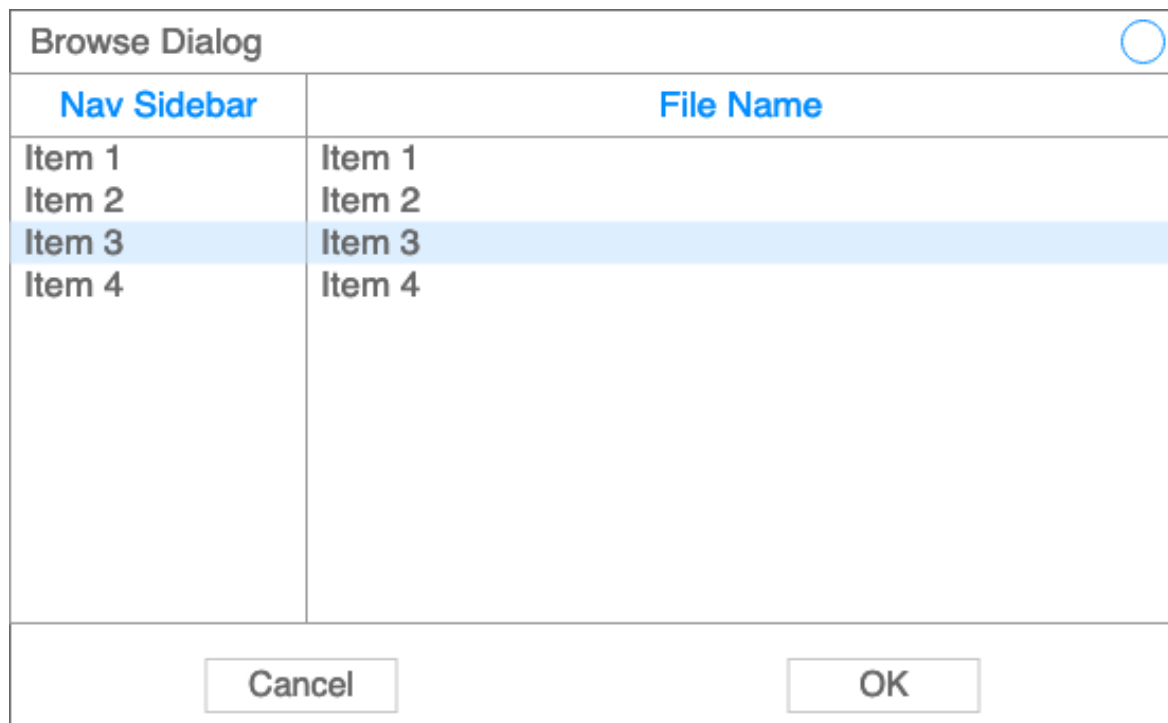 Browse Dialog
Nav Sidebar File Name
Item 1 Item 1
Item 2 Item 2
Item 3 Item 3
Item 4 Item 4
Cancel OK